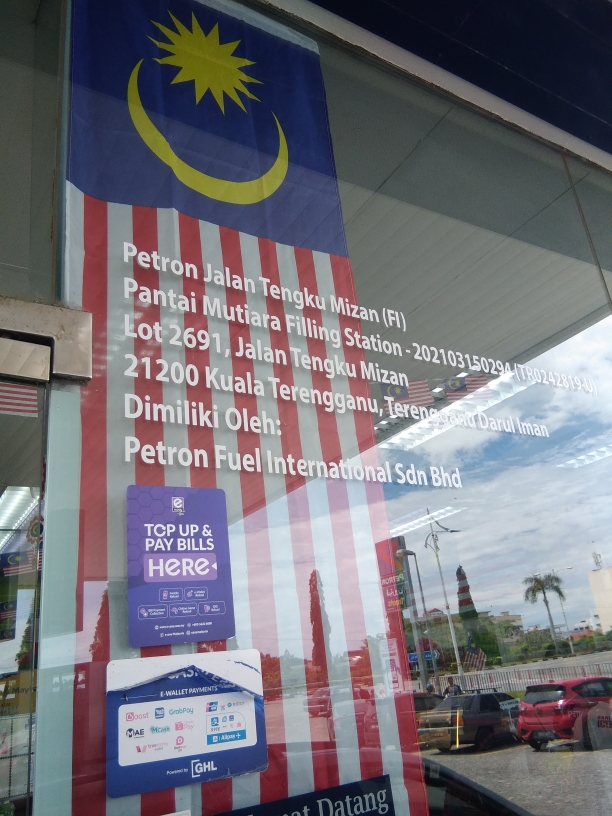 Petron Jalan Tengku Mizan (FI)
Pantai Mutiara Filling Station - 202103150294 (TR0242819-U)
Lot 2691, Jalan Tengku Mizan
21200 Kuala Terengganu, Terengganu Darul Iman
Dimiliki Oleh:
Petron Fuel International Sdn Bhd
TOP UP &
PAY BILLS
HERE
E-WALLET PAYMENTS
Boost GrabPay
MAE
Alipay+
Powered by GHL
Datang